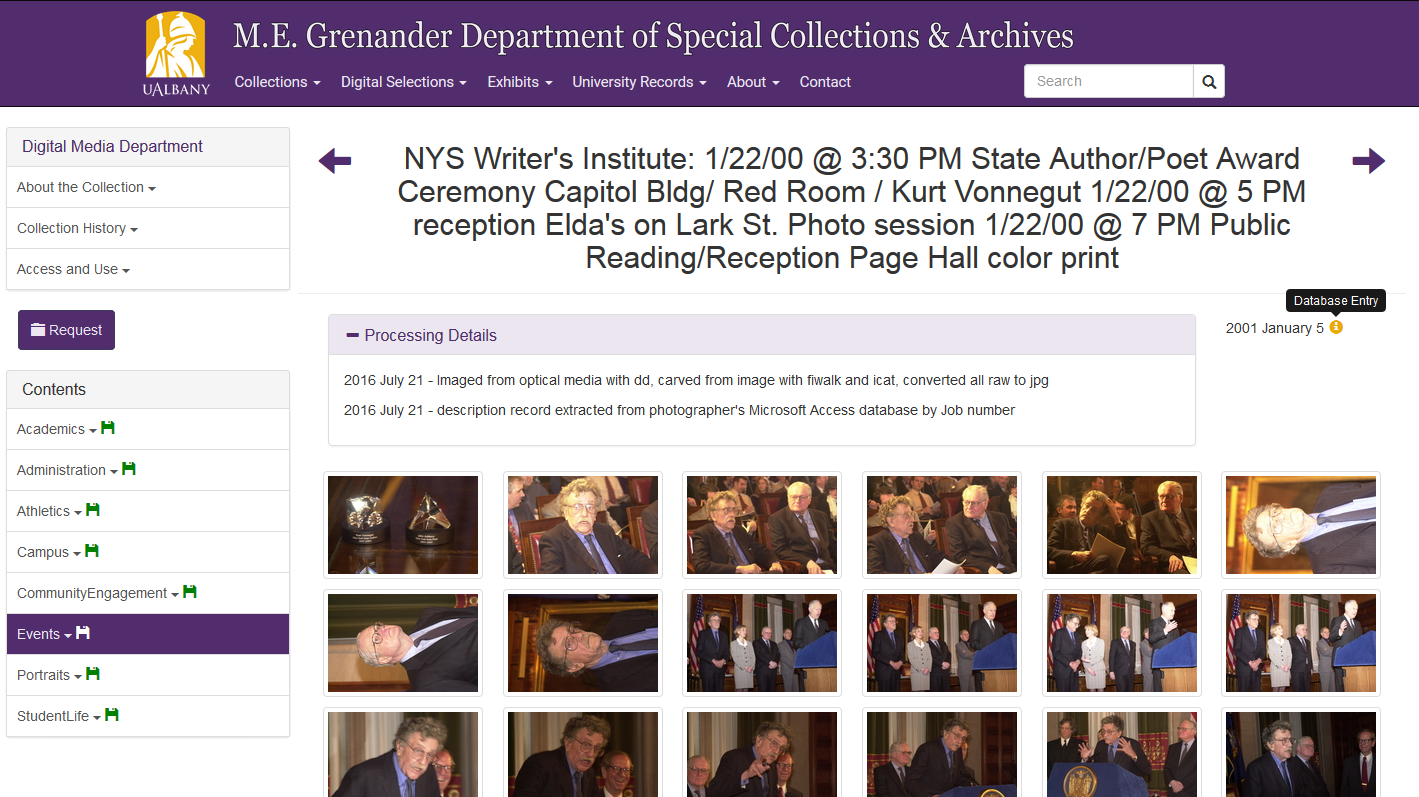 M.E. Grenander Department of Special Collections & Archives
UALBANY
Collections
Digital Selections
Exhibits
University Records
About
Contact
Search
Digital Media Department
About the Collection
Collection History
Access and Use
Request
Contents
Academics
Administration
Athletics
Campus
CommunityEngagement
Events
Portraits
StudentLife
NYS Writer's Institute: 1/22/00 @ 3:30 PM State Author/Poet Award
Ceremony Capitol Bldg/ Red Room / Kurt Vonnegut 1/22/00 @ 5 PM
reception Elda's on Lark St. Photo session 1/22/00 @ 7 PM Public
Reading/Reception Page Hall color print
Database Entry
2001 January 5
Processing Details
2016 July 21 - Imaged from optical media with dd, carved from image with fiwalk and icat, converted all raw to jpg
2016 July 21 - description record extracted from photographer's Microsoft Access database by Job number